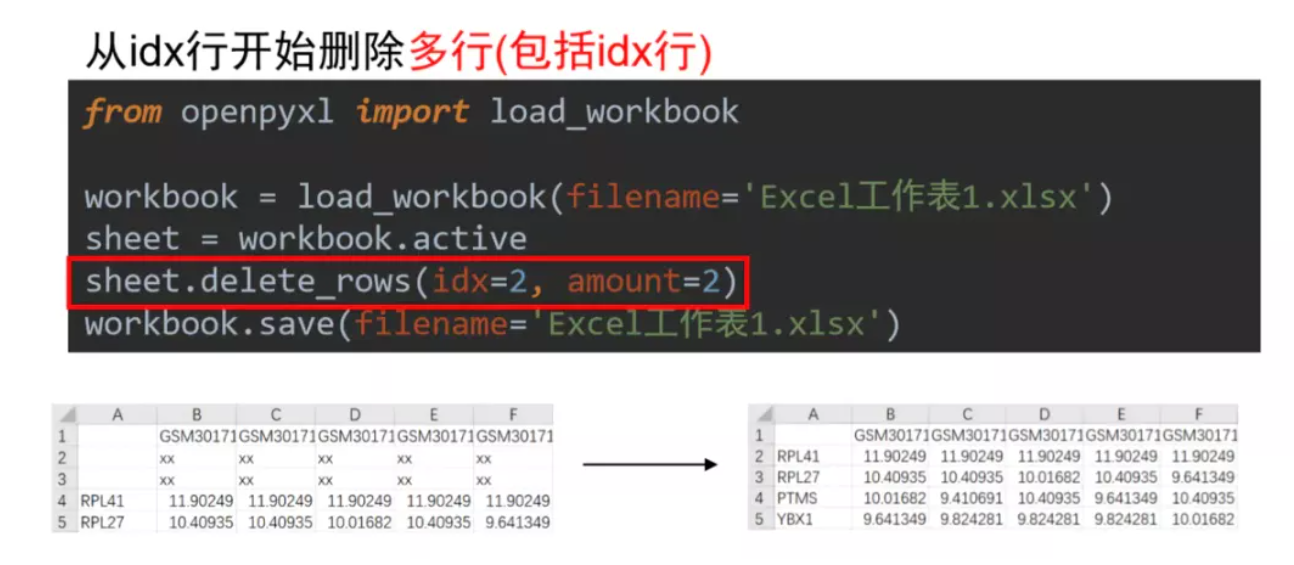 从idx行开始删除多行(包括idx行)
from openpyxl import load_workbook
workbook = load_workbook(filename='Excel工作表1.xlsx')
sheet = workbook.active
sheet.delete_rows(idx=2, amount=2)
workbook.save(filename='Excel工作表1.xlsx')
A B C D E F
1 GSM30171 GSM30171 GSM30171 GSM30171 GSM30171
2 xx xx xx xx xx
3 xx xx xx xx xx
4 RPL41 11.90249 11.90249 11.90249 11.90249 11.90249
5 RPL27 10.40935 10.40935 10.01682 10.40935 9.641349
A B C D E F
1 GSM30171 GSM30171 GSM30171 GSM30171 GSM30171
2 RPL41 11.90249 11.90249 11.90249 11.90249 11.90249
3 RPL27 10.40935 10.40935 10.01682 10.40935 9.641349
4 PTMS 10.01682 9.410691 10.40935 9.641349 10.40935
5 YBX1 9.641349 9.824281 9.824281 9.824281 10.01682